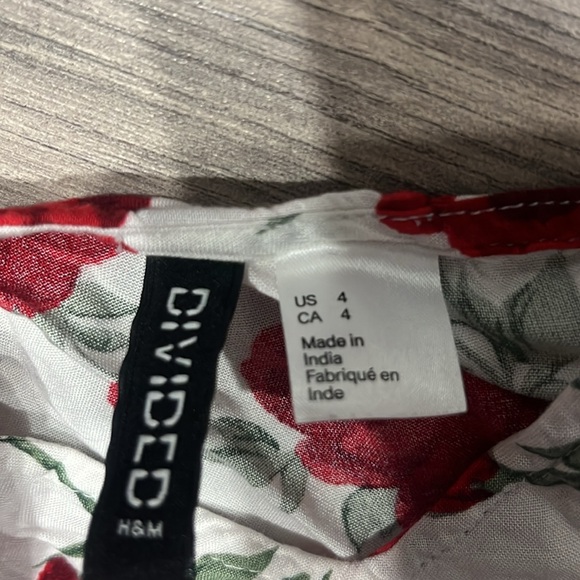 DIVIDED
H&M
US 4
CA 4
Made in
India
Fabriqué en
Inde